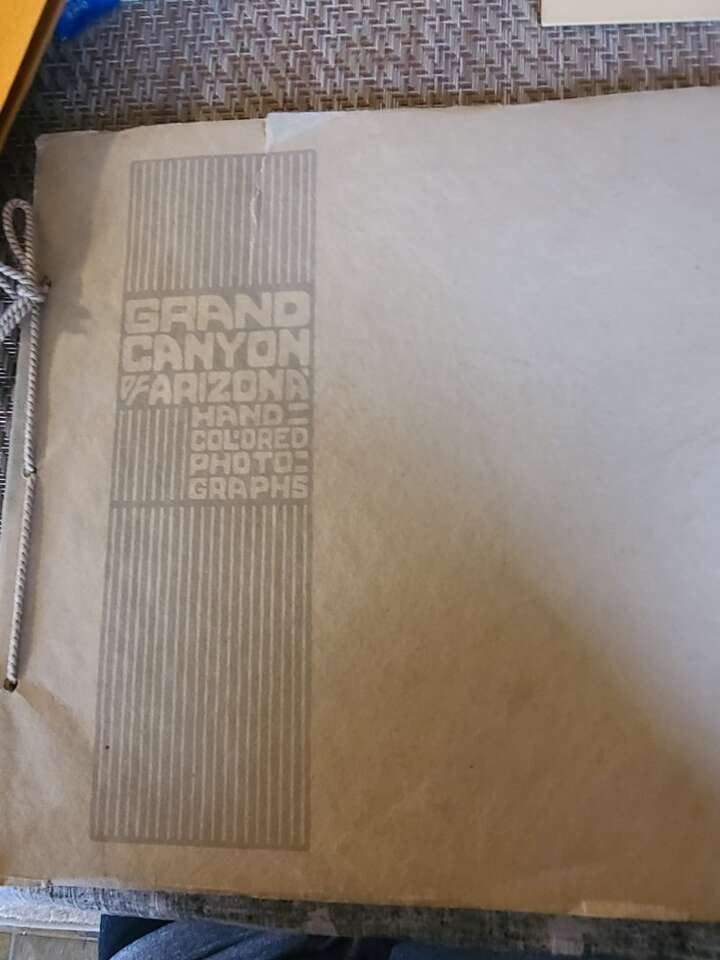 GRAND
CANYON
OF ARIZONA
HAND=
COLORED
PHOTO=
GRAPHS